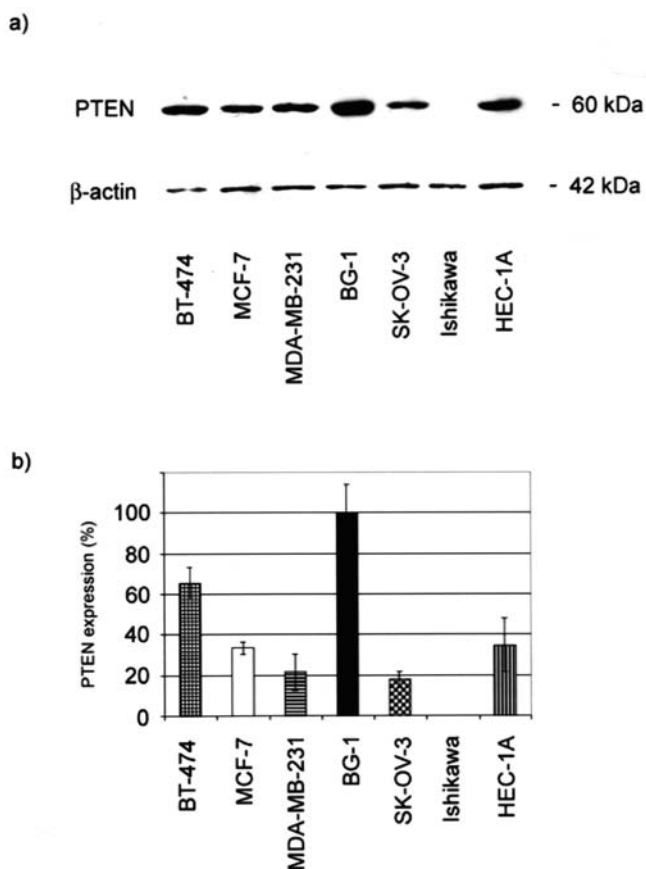 a)
PTEN - 60 kDa
β-actin - 42 kDa
BT-474 MCF-7 MDA-MB-231 BG-1 SK-OV-3 Ishikawa HEC-1A
b)
PTEN expression (%)
100
80
60
40
20
0
BT-474 MCF-7 MDA-MB-231 BG-1 SK-OV-3 Ishikawa HEC-1A